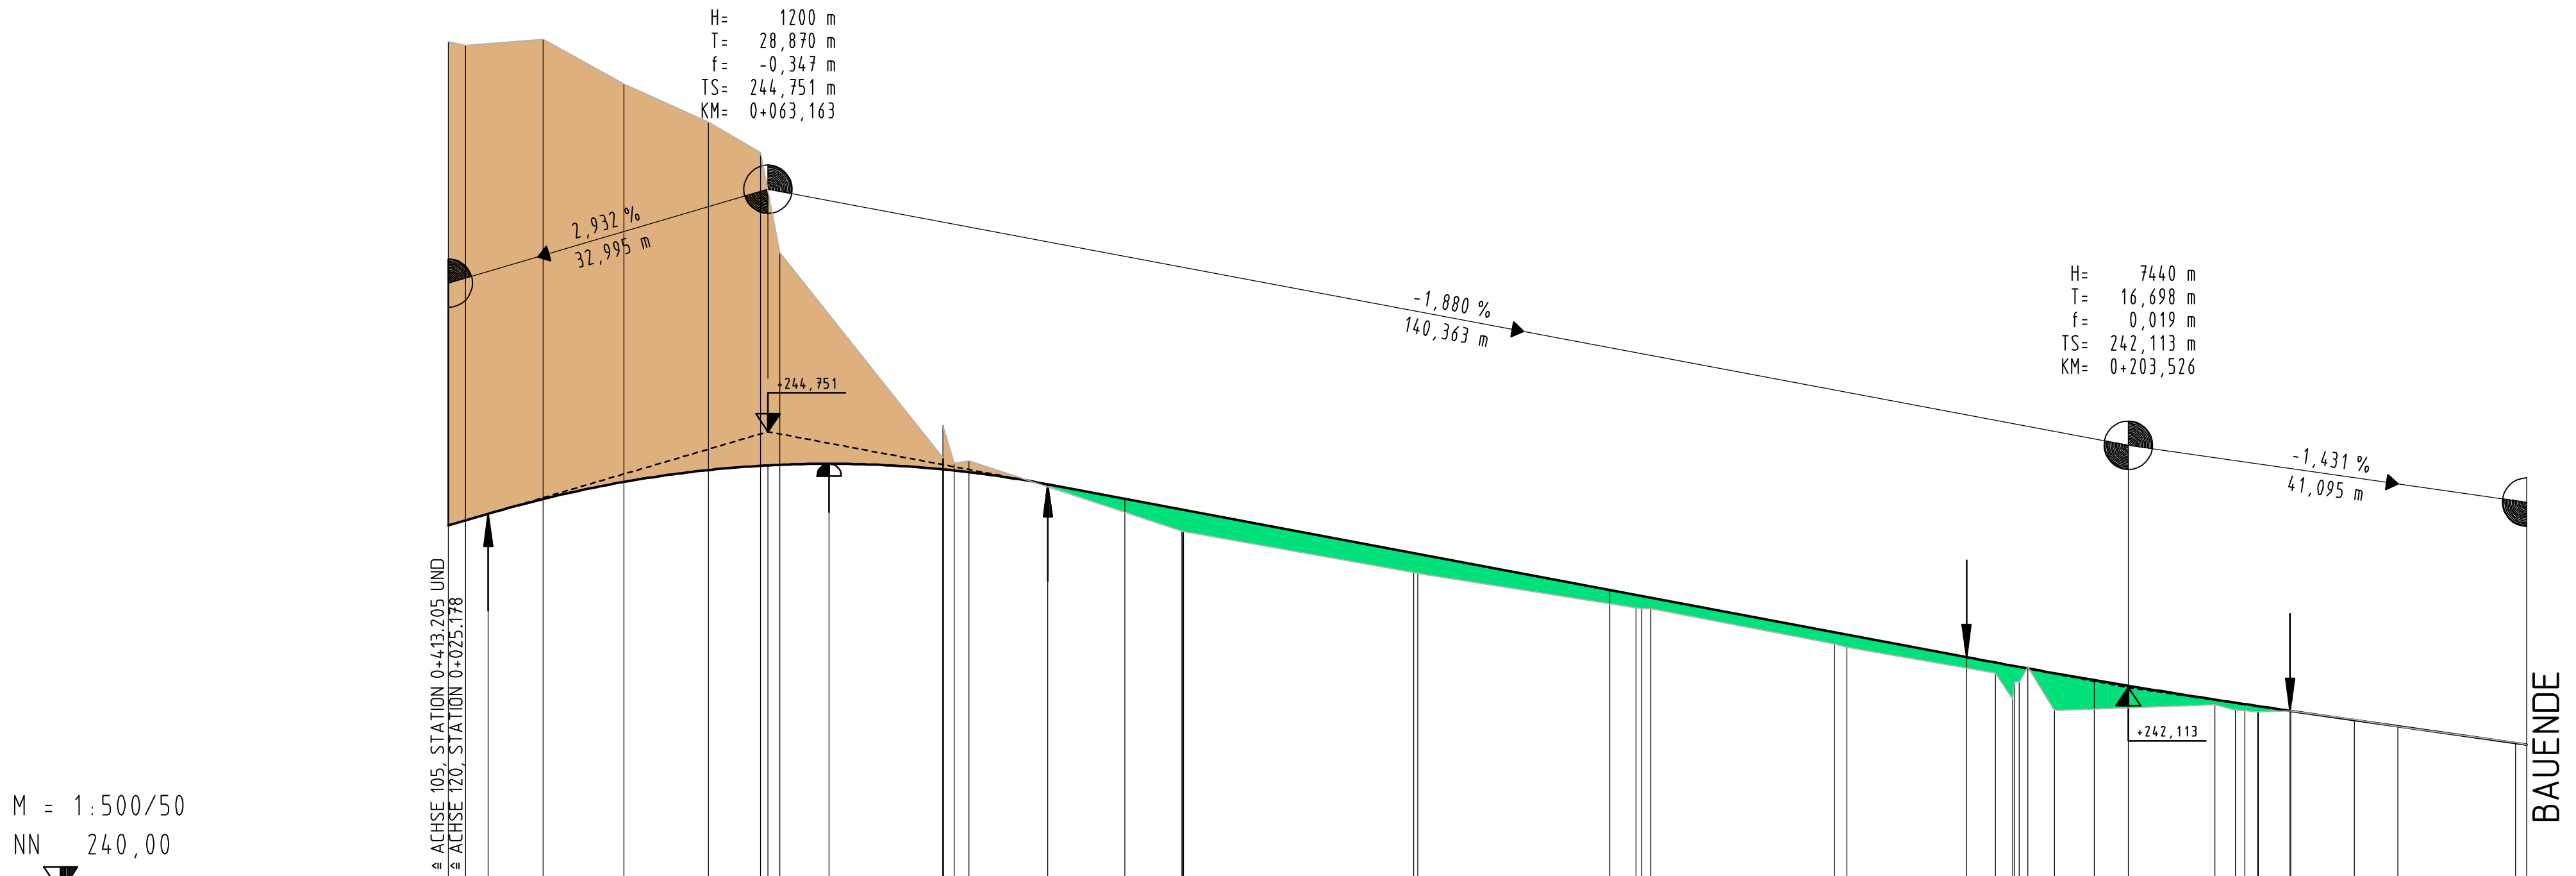 H= 1200 m
T= 28,870 m
f= -0,347 m
TS= 244,751 m
KM= 0+063,163
2,932 %
32,995 m
-1,880 %
140,363 m
H= 7440 m
T= 16,698 m
f= 0,019 m
TS= 242,113 m
KM= 0+203,526
+244,751
-1,431 %
41,095 m
≙ ACHSE 105, STATION 0+413.205 UND
≙ ACHSE 120, STATION 0+025.178
+242,113
BAUENDE
M = 1:500/50
NN 240,00